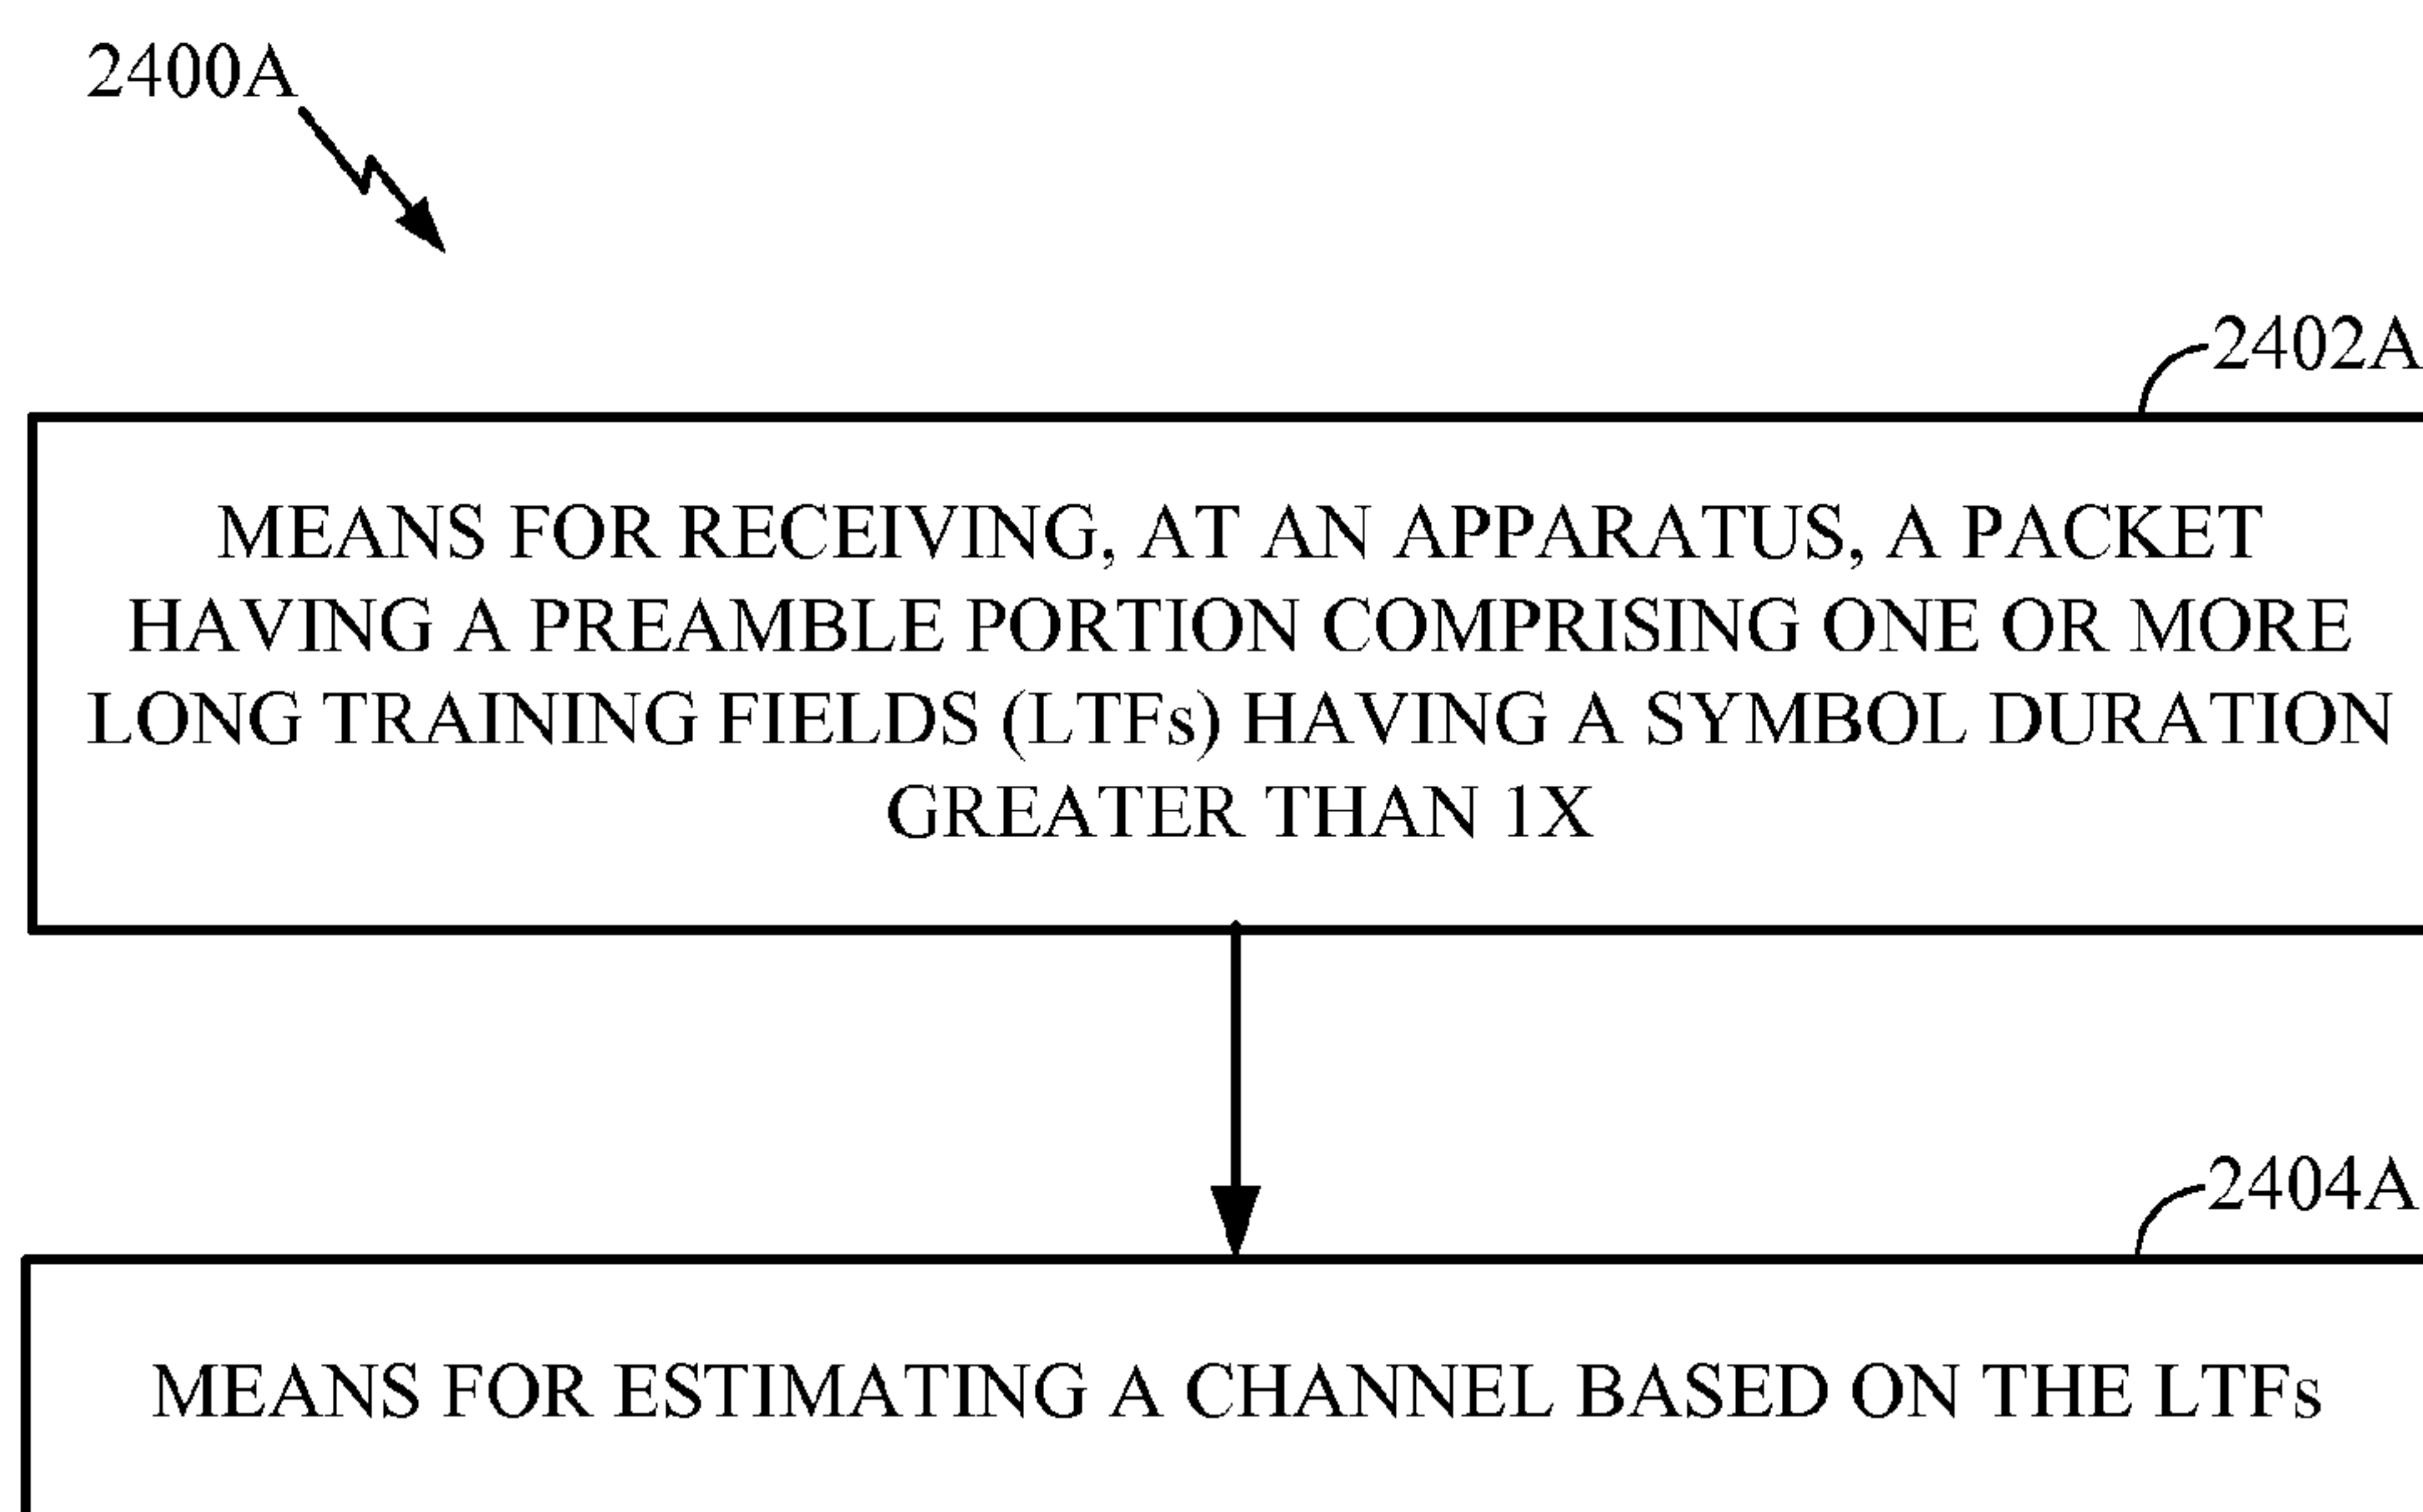 2400A
2402A
MEANS FOR RECEIVING, AT AN APPARATUS, A PACKET
HAVING A PREAMBLE PORTION COMPRISING ONE OR MORE
LONG TRAINING FIELDS (LTFs) HAVING A SYMBOL DURATION
GREATER THAN 1X
2404A
MEANS FOR ESTIMATING A CHANNEL BASED ON THE LTFs